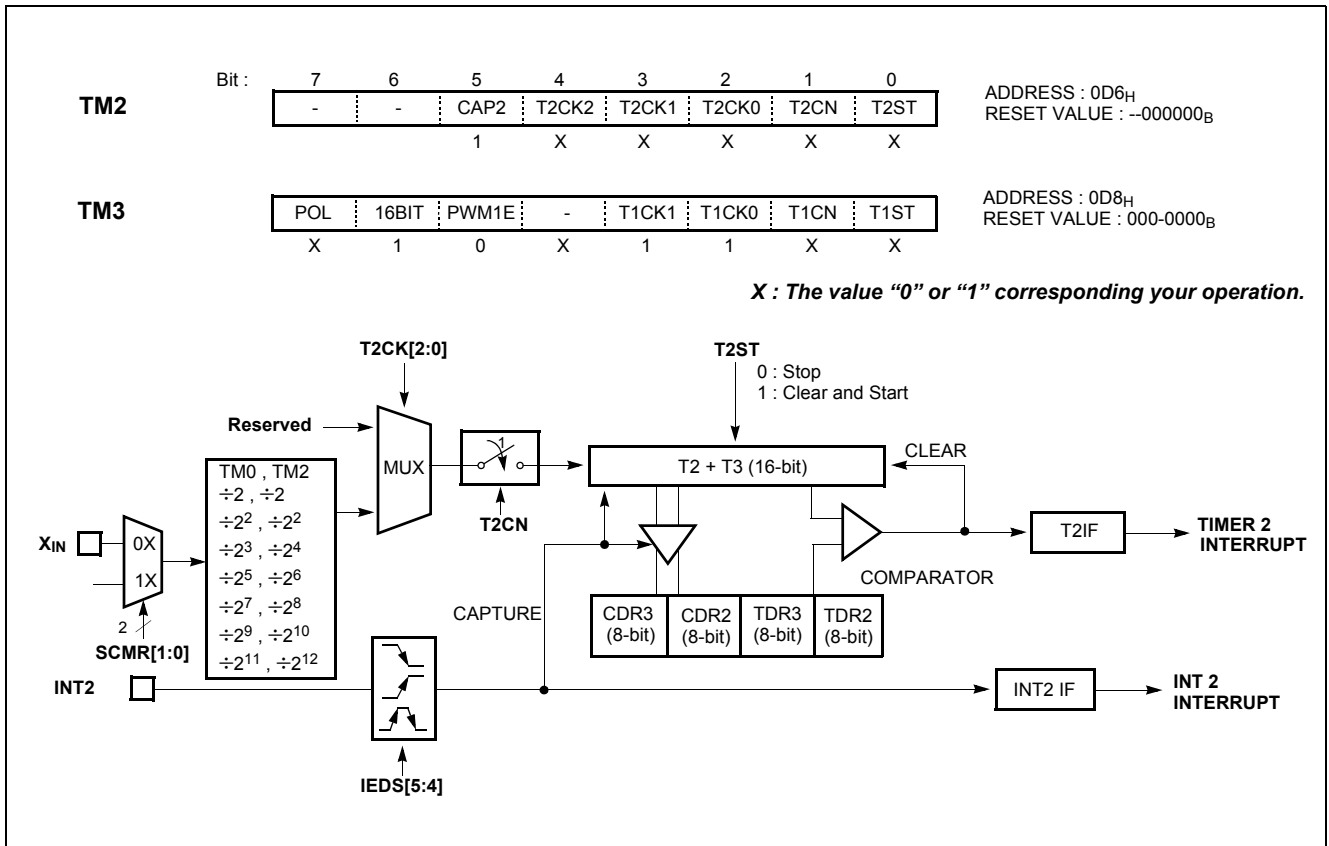 Bit : 7 6 5 4 3 2 1 0
TM2 - - CAP2 T2CK2 T2CK1 T2CK0 T2CN T2ST
ADDRESS : 0D6H
RESET VALUE : --000000B
1 X X X X X
TM3 POL 16BIT PWM1E - T1CK1 T1CK0 T1CN T1ST
ADDRESS : 0D8H
RESET VALUE : 000-0000B
X 1 0 X 1 1 X X
X : The value “0” or “1” corresponding your operation.
T2CK[2:0]
T2ST
0 : Stop
1 : Clear and Start
Reserved
MUX
1
T2CN
T2 + T3 (16-bit)
CLEAR
TM0 , TM2
÷2 , ÷2
÷2² , ÷2²
÷2³ , ÷2⁴
÷2⁵ , ÷2⁶
÷2⁷ , ÷2⁸
÷2⁹ , ÷2¹⁰
÷2¹¹ , ÷2¹²
XIN
0X
1X
2
SCMR[1:0]
COMPARATOR
T2IF
TIMER 2
INTERRUPT
CAPTURE
CDR3 CDR2 TDR3 TDR2
(8-bit) (8-bit) (8-bit) (8-bit)
INT2
INT2 IF
INT 2
INTERRUPT
IEDS[5:4]